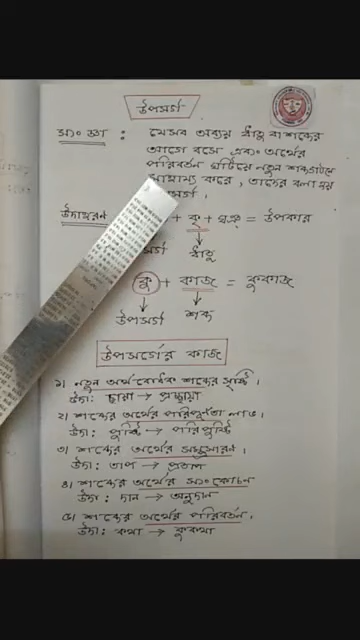 উপসর্গ
সংজ্ঞা : যেসব অব্যয় ধাতু বা শব্দের
আগে বসে এবং অর্থের
পরিবর্তন ঘটিয়ে নতুন শব্দ গঠনে
সাহায্য করে, তাদের বলা হয়
উদাহরণ + কৃ + ঘঞ্ = উপকার
ধাতু
কু + কাজ = কুকাজ
উপসর্গ শব্দ
উপসর্গের কাজ
১) নতুন অর্থবোধক শব্দের সৃষ্টি।
উদা: ছায়া → প্রচ্ছায়া
২) শব্দের অর্থের পরিপূর্ণতা লাভ।
উদা: পুষ্টি → পরিপুষ্টি
৩) শব্দের অর্থের সম্প্রসারণ।
উদা: তাপ → প্রতাপ
৪) শব্দের অর্থের সংকোচন
উদা: দান → অনুদান
৫) শব্দের অর্থের পরিবর্তন।
উদা: কথা → কুকথা